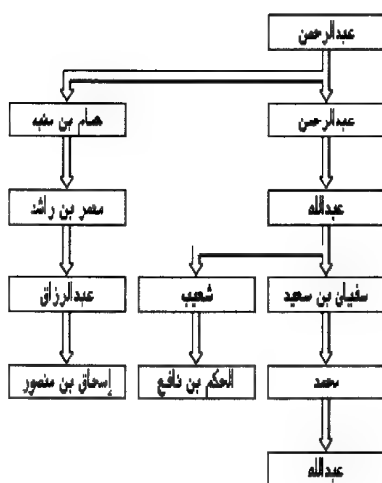 عبدالرحمن
عبدالرحمن
همام بن منبه
عبدالله
معمر بن راشد
سفيان بن سعيد
شعيب
عبدالرزاق
محمد
الحكم بن نافع
إسحاق بن منصور
عبدالله